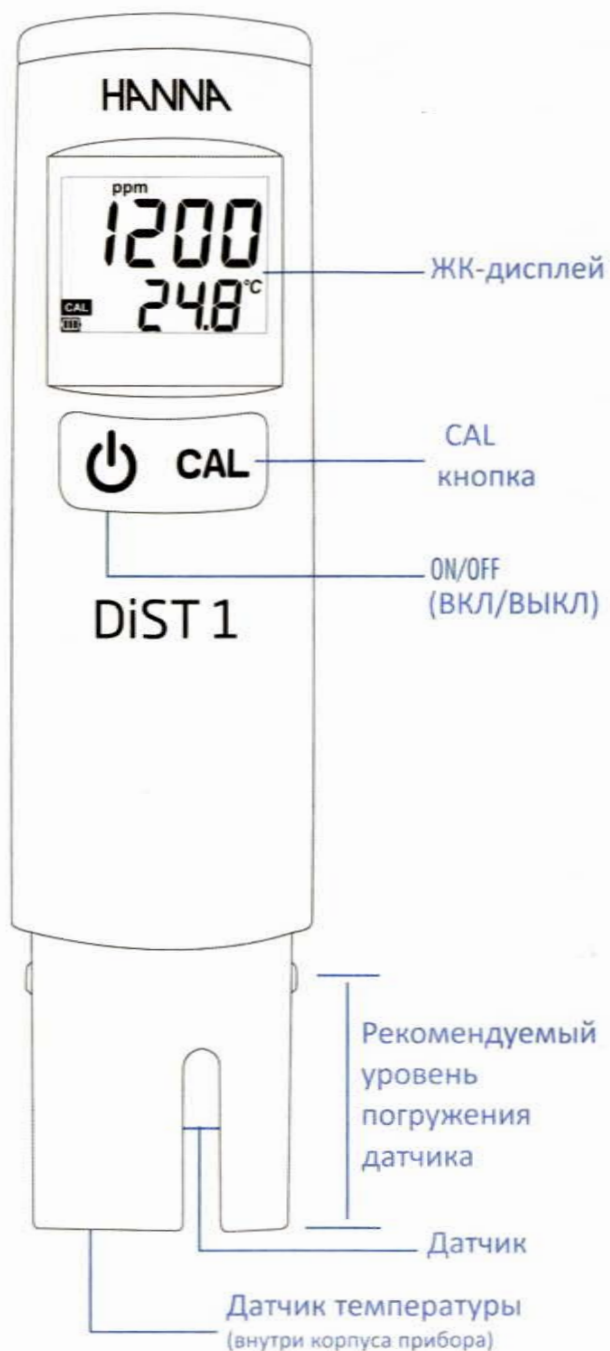 HANNA
ppm
1200
24.8 °C
CAL
ЖК-дисплей
CAL
CAL
кнопка
ON/OFF
(ВКЛ/ВЫКЛ)
DiST 1
Рекомендуемый
уровень
погружения
датчика
Датчик
Датчик температуры
(внутри корпуса прибора)